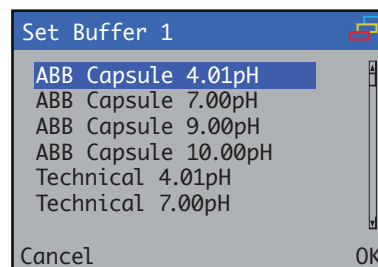 Set Buffer 1
ABB Capsule 4.01pH
ABB Capsule 7.00pH
ABB Capsule 9.00pH
ABB Capsule 10.00pH
Technical 4.01pH
Technical 7.00pH
Cancel OK